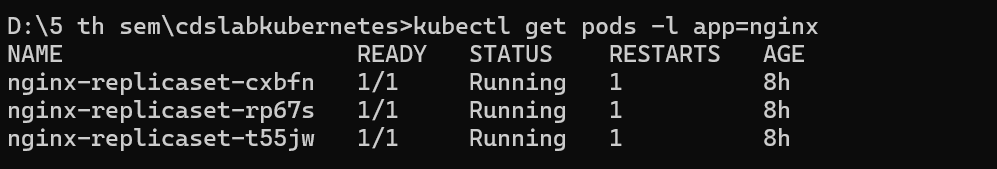 D:\5 th sem\cdslabkubernetes>kubectl get pods -l app=nginx
NAME READY STATUS RESTARTS AGE
nginx-replicaset-cxbfn 1/1 Running 1 8h
nginx-replicaset-rp67s 1/1 Running 1 8h
nginx-replicaset-t55jw 1/1 Running 1 8h